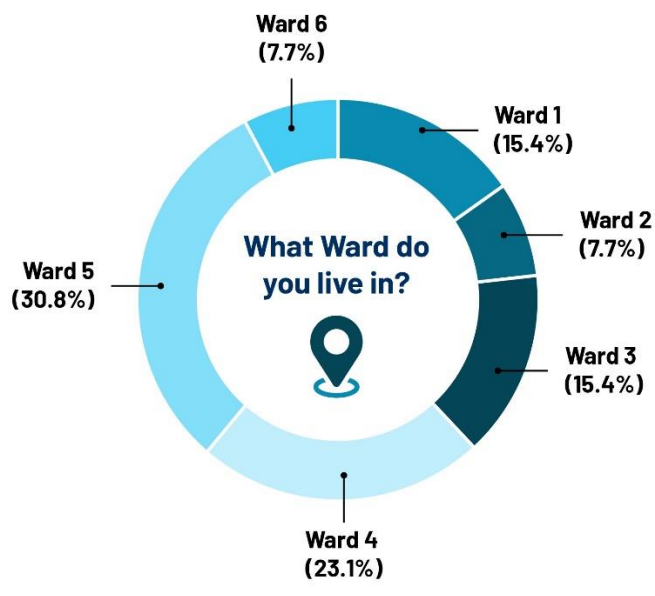 Ward 6
(7.7%)
Ward 1
(15.4%)
Ward 2
(7.7%)
What Ward do
you live in?
Ward 5
(30.8%)
Ward 3
(15.4%)
Ward 4
(23.1%)